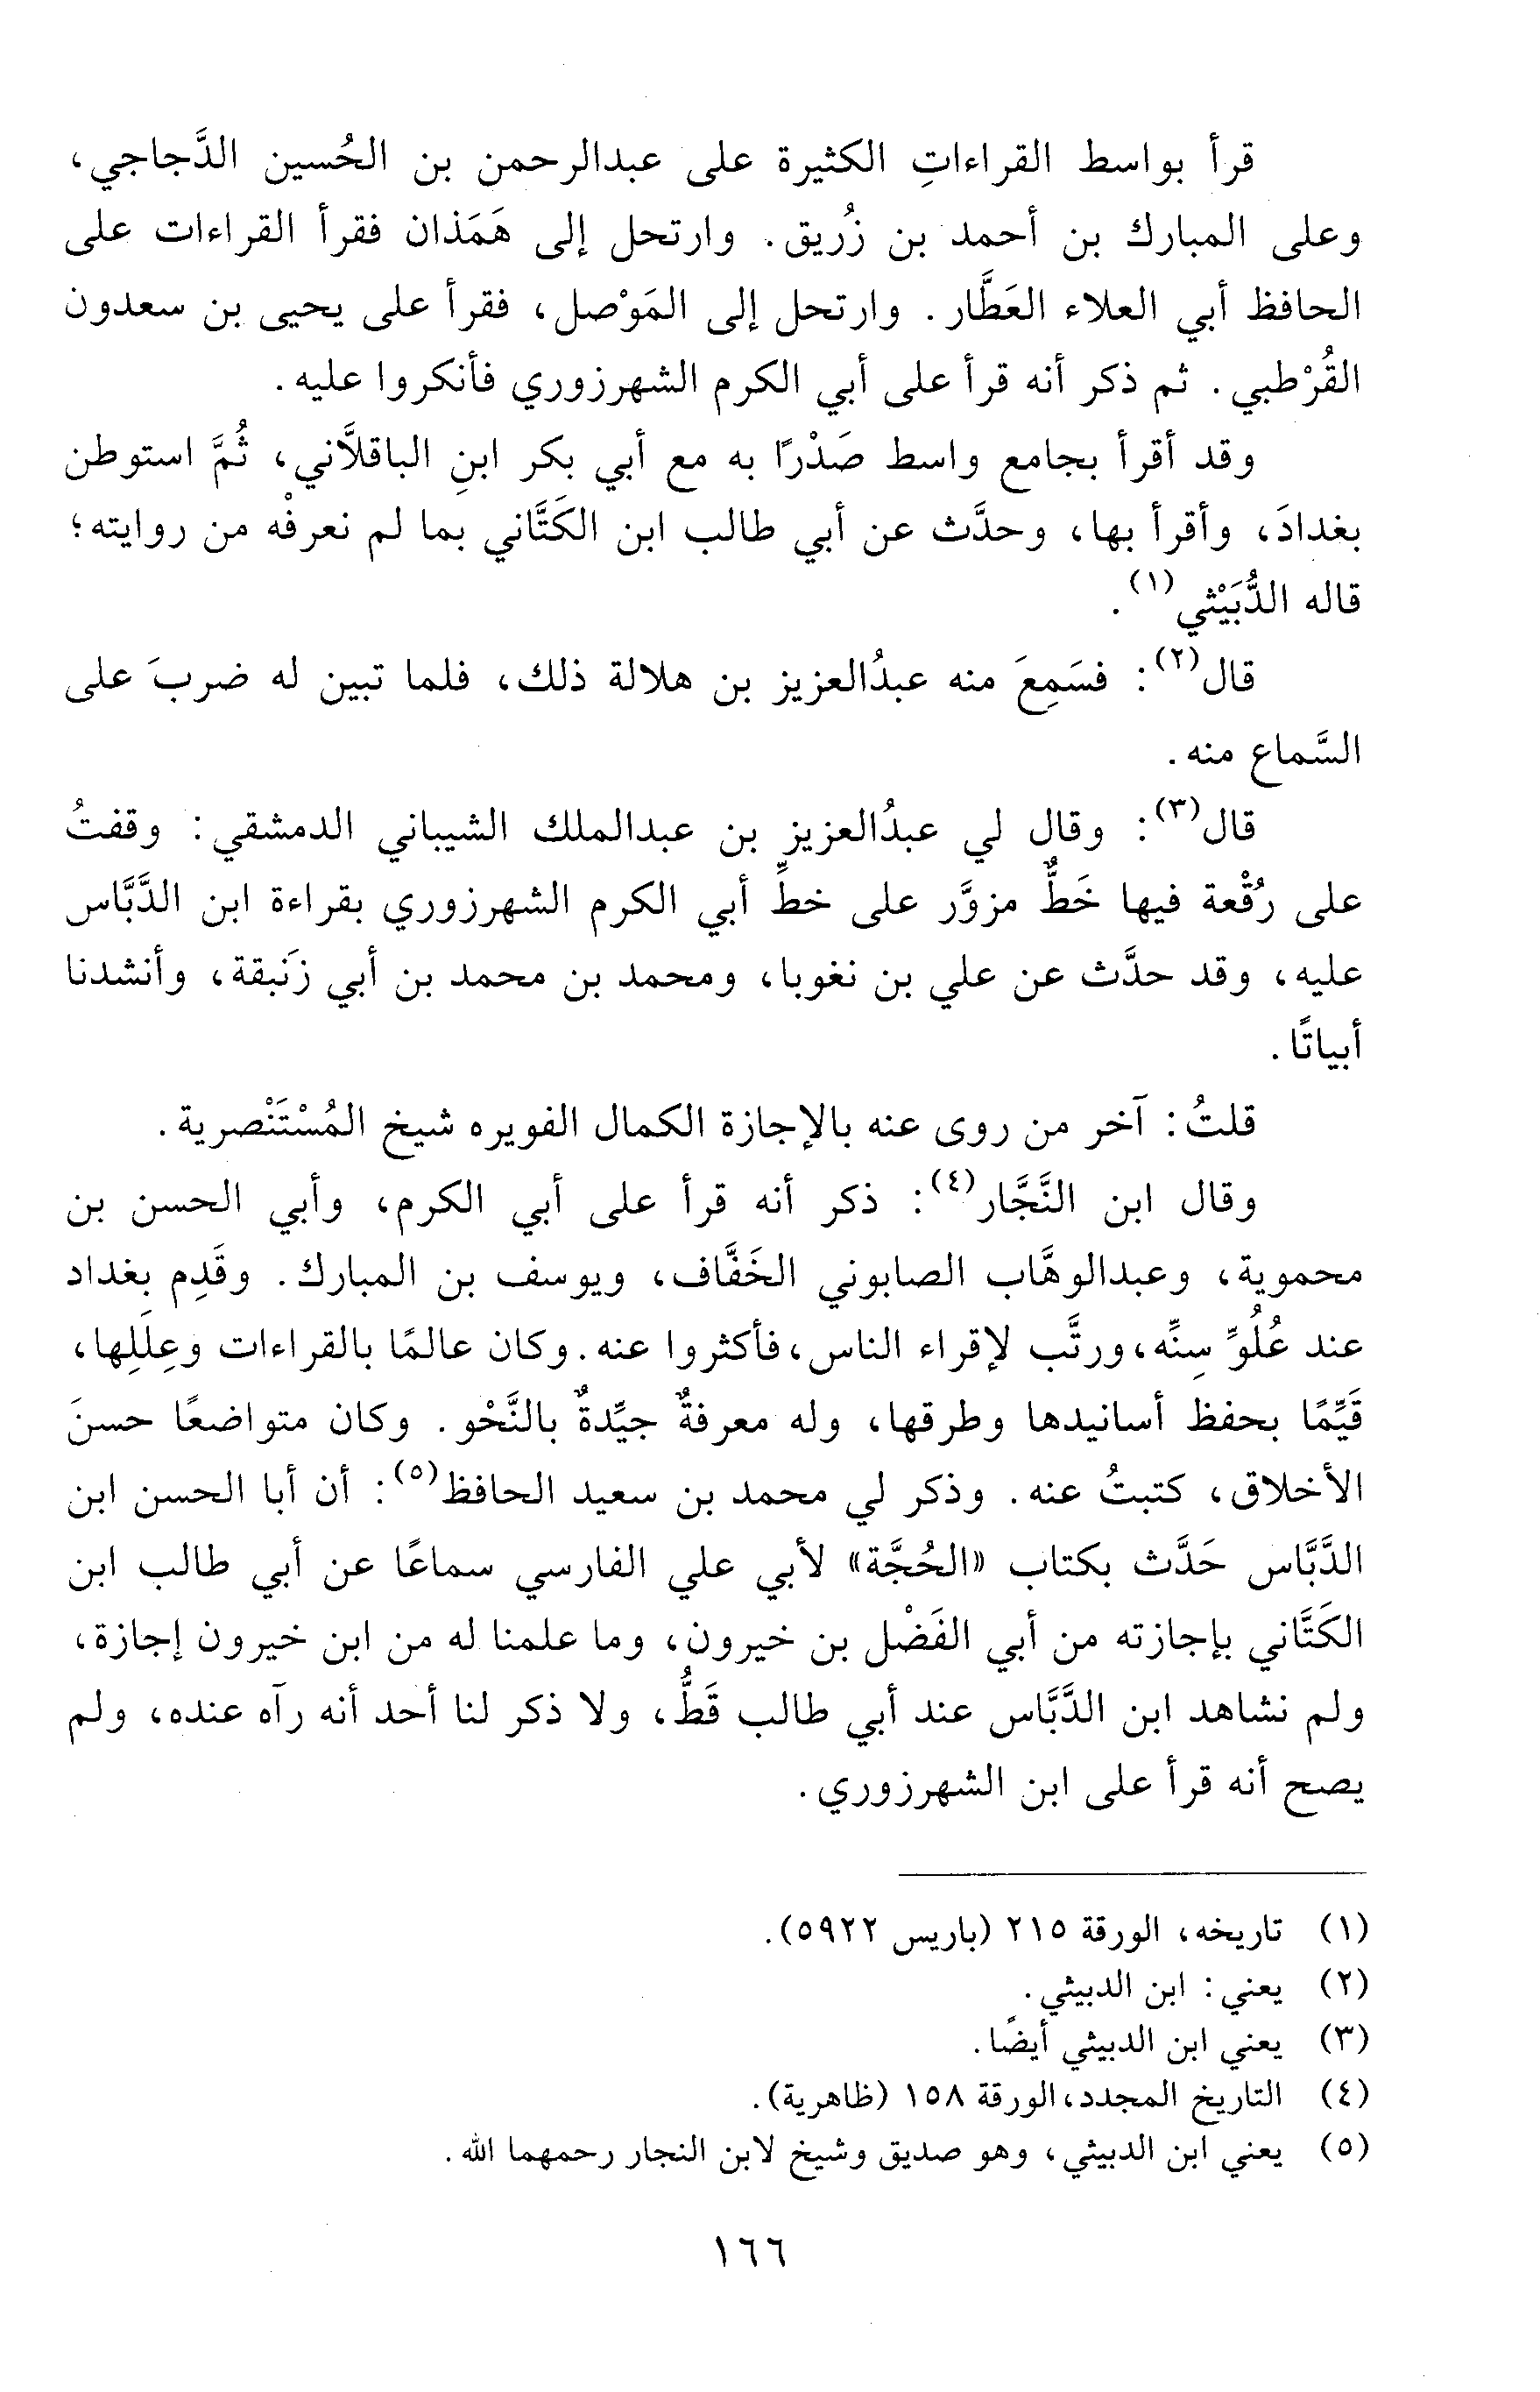 قرأ بواسط القراءاتِ الكثيرة على عبدالرحمن بن الحُسين الدَّجاجي،
وعلى المبارك بن أحمد بن زُريق. وارتحل إلى هَمَذان فقرأ القراءات على
الحافظ أبي العلاء العَطَّار. وارتحل إلى المَوْصل، فقرأ على يحيى بن سعدون
القُرْطبي. ثم ذكر أنه قرأ على أبي الكرم الشهرزوري فأنكروا عليه.
وقد أقرأ بجامع واسط صَدْرًا به مع أبي بكر ابنِ الباقلاَّني، ثُمَّ استوطن
بغدادَ، وأقرأ بها، وحدَّث عن أبي طالب ابن الكَتَّاني بما لم نعرفْه من روايته؛
قاله الدُّبَيْثي(١).
قال(٢): فسَمِعَ منه عبدُالعزيز بن هلالة ذلك، فلما تبين له ضربَ على
السَّماع منه.
قال(٣): وقال لي عبدُالعزيز بن عبدالملك الشيباني الدمشقي: وقفتُ
على رُقْعة فيها خَطٌّ مزوَّر على خطِّ أبي الكرم الشهرزوري بقراءة ابن الدَّبَّاس
عليه، وقد حدَّث عن علي بن نغوبا، ومحمد بن محمد بن أبي زَنبقة، وأنشدنا
أبياتًا.
قلتُ: آخر من روى عنه بالإجازة الكمال الفويره شيخ المُسْتَنْصرية.
وقال ابن النَّجَّار(٤): ذكر أنه قرأ على أبي الكرم، وأبي الحسن بن
محموية، وعبدالوهَّاب الصابوني الخَفَّاف، ويوسف بن المبارك. وقَدِم بغداد
عند عُلُوِّ سِنِّه، ورتَّب لإقراء الناس، فأكثروا عنه. وكان عالمًا بالقراءات وعِلَلِها،
قَيِّمًا بحفظ أسانيدها وطرقها، وله معرفةٌ جيِّدةٌ بالنَّحْو. وكان متواضعًا حسنَ
الأخلاق، كتبتُ عنه. وذكر لي محمد بن سعيد الحافظ(٥): أن أبا الحسن ابن
الدَّبَّاس حَدَّث بكتاب «الحُجَّة» لأبي علي الفارسي سماعًا عن أبي طالب ابن
الكَتَّاني بإجازته من أبي الفَضْل بن خيرون، وما علمنا له من ابن خيرون إجازة،
ولم نشاهد ابن الدَّبَّاس عند أبي طالب قَطُّ، ولا ذكر لنا أحد أنه رآه عنده، ولم
يصح أنه قرأ على ابن الشهرزوري.
(١) تاريخه، الورقة ٢١٥ (باريس ٥٩٢٢).
(٢) يعني: ابن الدبيثي.
(٣) يعني ابن الدبيثي أيضًا.
(٤) التاريخ المجدد، الورقة ١٥٨ (ظاهرية).
(٥) يعني ابن الدبيثي، وهو صديق وشيخ لابن النجار رحمهما الله.
١٦٦